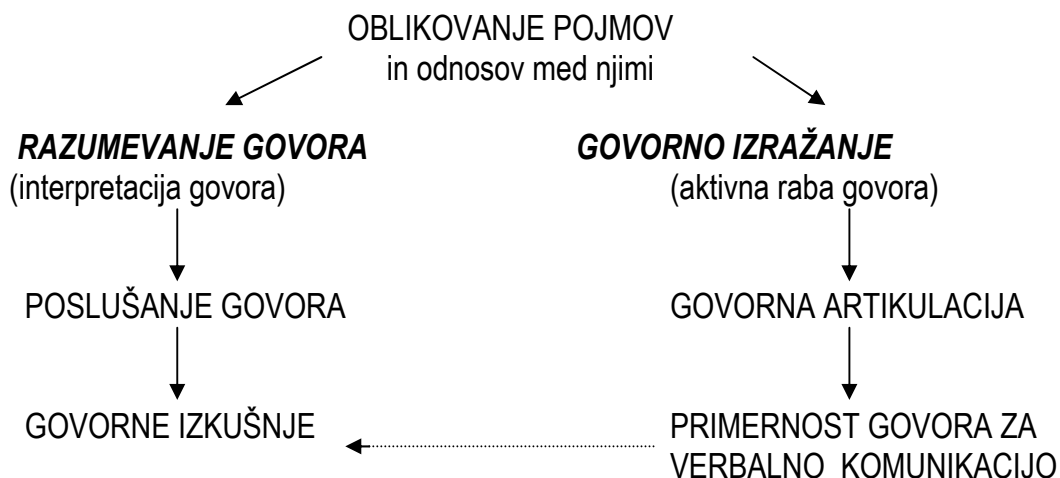 OBLIKOVANJE POJMOV
in odnosov med njimi
RAZUMEVANJE GOVORA
(interpretacija govora)
POSLUŠANJE GOVORA
GOVORNE IZKUŠNJE
GOVORNO IZRAŽANJE
(aktivna raba govora)
GOVORNA ARTIKULACIJA
PRIMERNOST GOVORA ZA
VERBALNO KOMUNIKACIJO